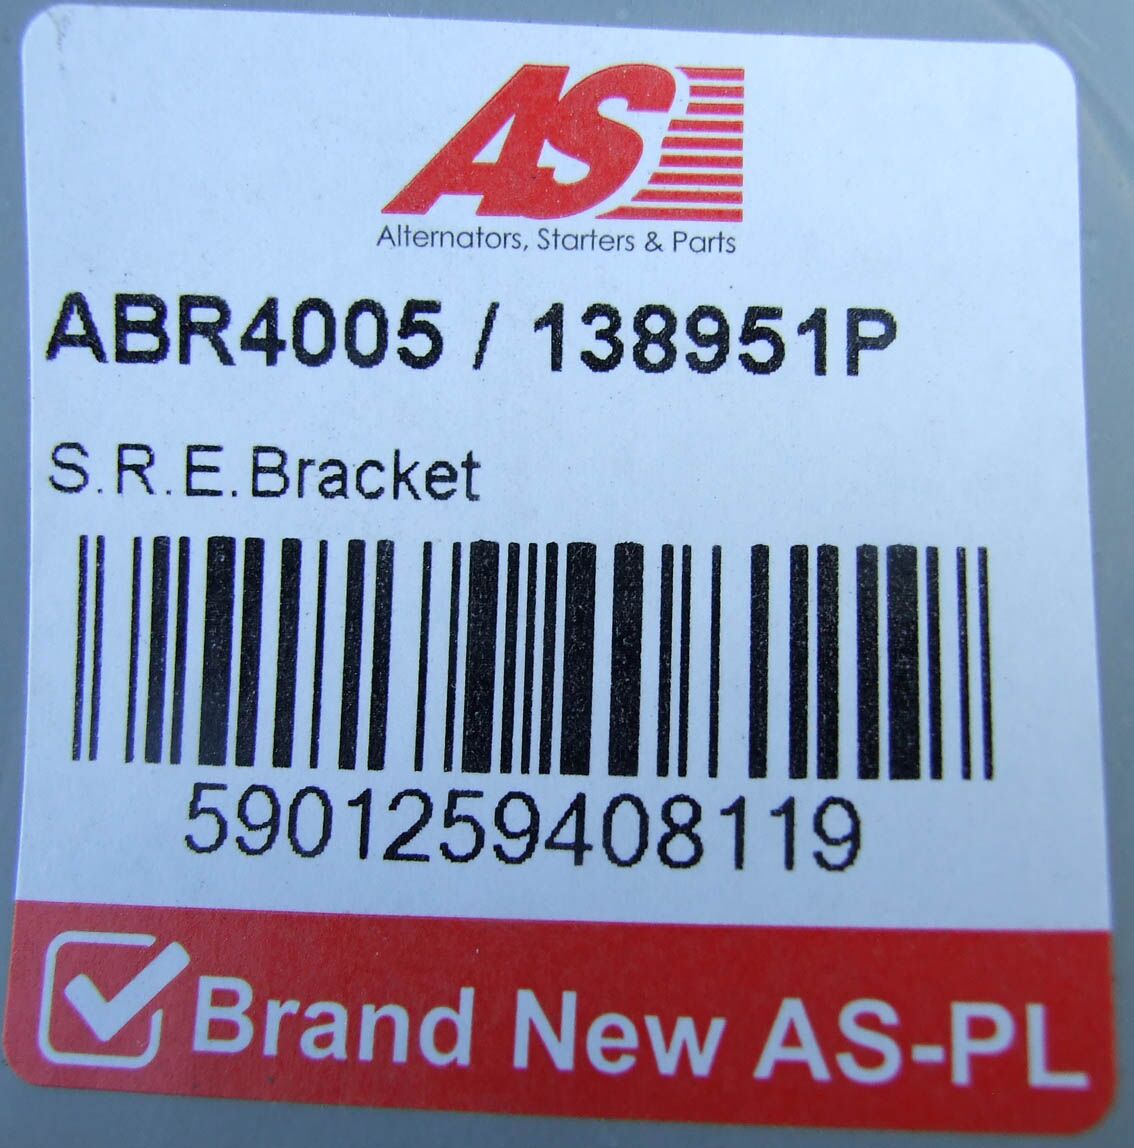 AS
Alternators, Starters & Parts
ABR4005 / 138951P
S.R.E.Bracket
5901259408119
Brand New AS-PL